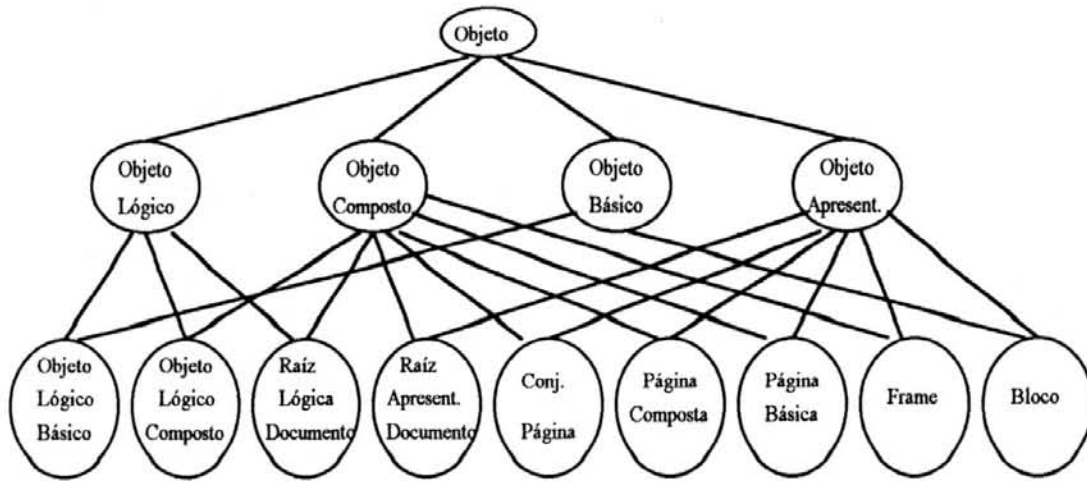 Objeto
Objeto
Lógico
Objeto
Composto
Objeto
Básico
Objeto
Apresent.
Objeto
Lógico
Básico
Objeto
Lógico
Composto
Raíz
Lógica
Documento
Raíz
Apresent.
Documento
Conj.
Página
Página
Composta
Página
Básica
Frame
Bloco